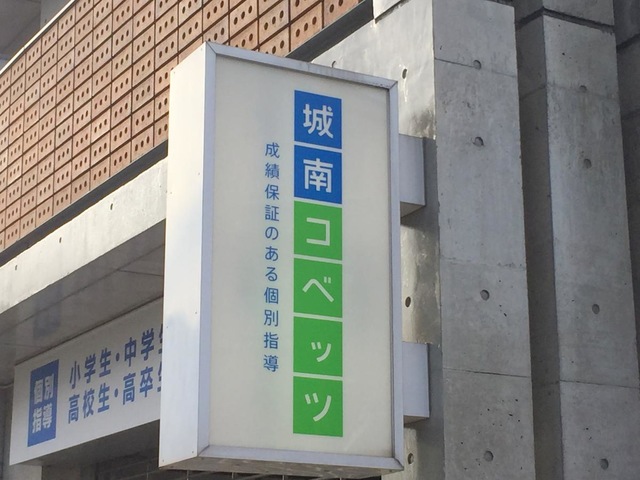 城南コベッツ
成績保証のある個別指導
個別
指導
小学生・中学生
高校生・高卒生